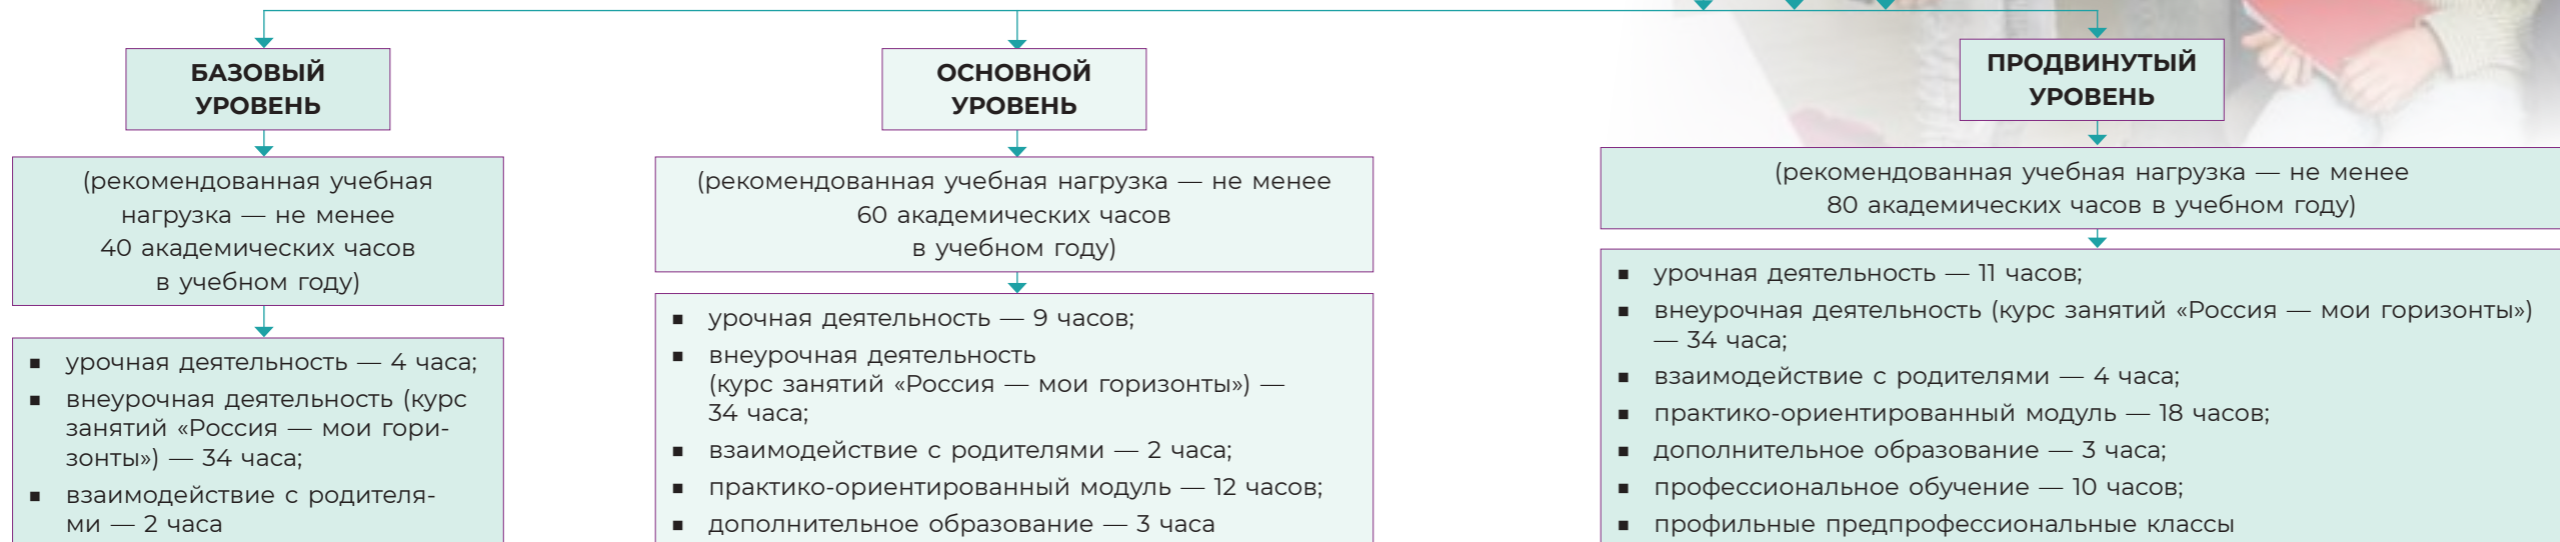 БАЗОВЫЙ
УРОВЕНЬ
(рекомендованная учебная
нагрузка — не менее
40 академических часов
в учебном году)
▪ урочная деятельность — 4 часа;
▪ внеурочная деятельность (курс
занятий «Россия — мои гори-
зонты») — 34 часа;
▪ взаимодействие с родителя-
ми — 2 часа
ОСНОВНОЙ
УРОВЕНЬ
(рекомендованная учебная нагрузка — не менее
60 академических часов
в учебном году)
▪ урочная деятельность — 9 часов;
▪ внеурочная деятельность
(курс занятий «Россия — мои горизонты») —
34 часа;
▪ взаимодействие с родителями — 2 часа;
▪ практико-ориентированный модуль — 12 часов;
▪ дополнительное образование — 3 часа
ПРОДВИНУТЫЙ
УРОВЕНЬ
(рекомендованная учебная нагрузка — не менее
80 академических часов в учебном году)
▪ урочная деятельность — 11 часов;
▪ внеурочная деятельность (курс занятий «Россия — мои горизонты»)
— 34 часа;
▪ взаимодействие с родителями — 4 часа;
▪ практико-ориентированный модуль — 18 часов;
▪ дополнительное образование — 3 часа;
▪ профессиональное обучение — 10 часов;
▪ профильные предпрофессиональные классы